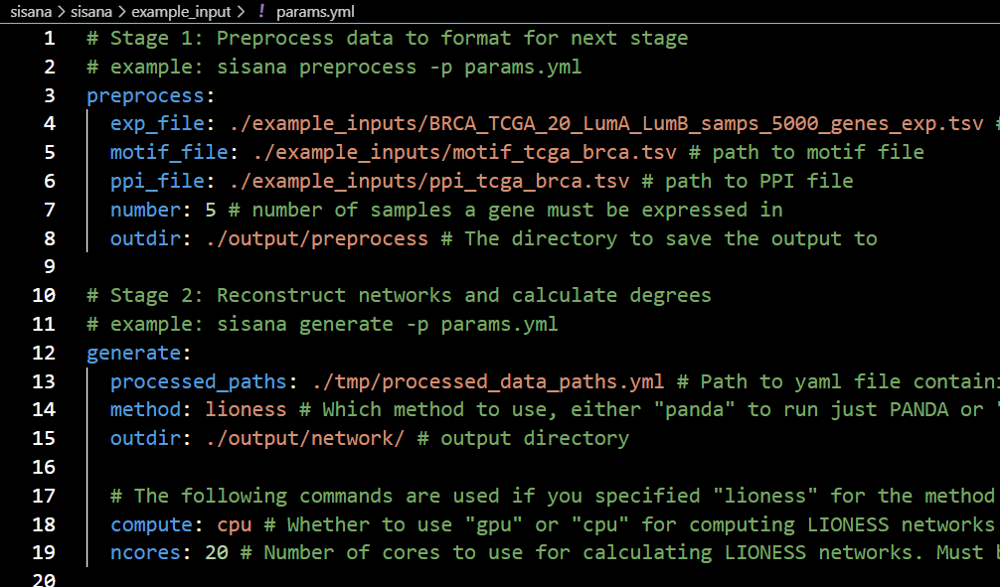 sisana > sisana > example_input > ! params.yml
1 # Stage 1: Preprocess data to format for next stage
2 # example: sisana preprocess -p params.yml
3 preprocess:
4 exp_file: ./example_inputs/BRCA_TCGA_20_LumA_LumB_samps_5000_genes_exp.tsv #
5 motif_file: ./example_inputs/motif_tcga_brca.tsv # path to motif file
6 ppi_file: ./example_inputs/ppi_tcga_brca.tsv # path to PPI file
7 number: 5 # number of samples a gene must be expressed in
8 outdir: ./output/preprocess # The directory to save the output to
9
10 # Stage 2: Reconstruct networks and calculate degrees
11 # example: sisana generate -p params.yml
12 generate:
13 processed_paths: ./tmp/processed_data_paths.yml # Path to yaml file contain
14 method: lioness # Which method to use, either "panda" to run just PANDA or "
15 outdir: ./output/network/ # output directory
16
17 # The following commands are used if you specified "lioness" for the method
18 compute: cpu # Whether to use "gpu" or "cpu" for computing LIONESS networks
19 ncores: 20 # Number of cores to use for calculating LIONESS networks. Must
20